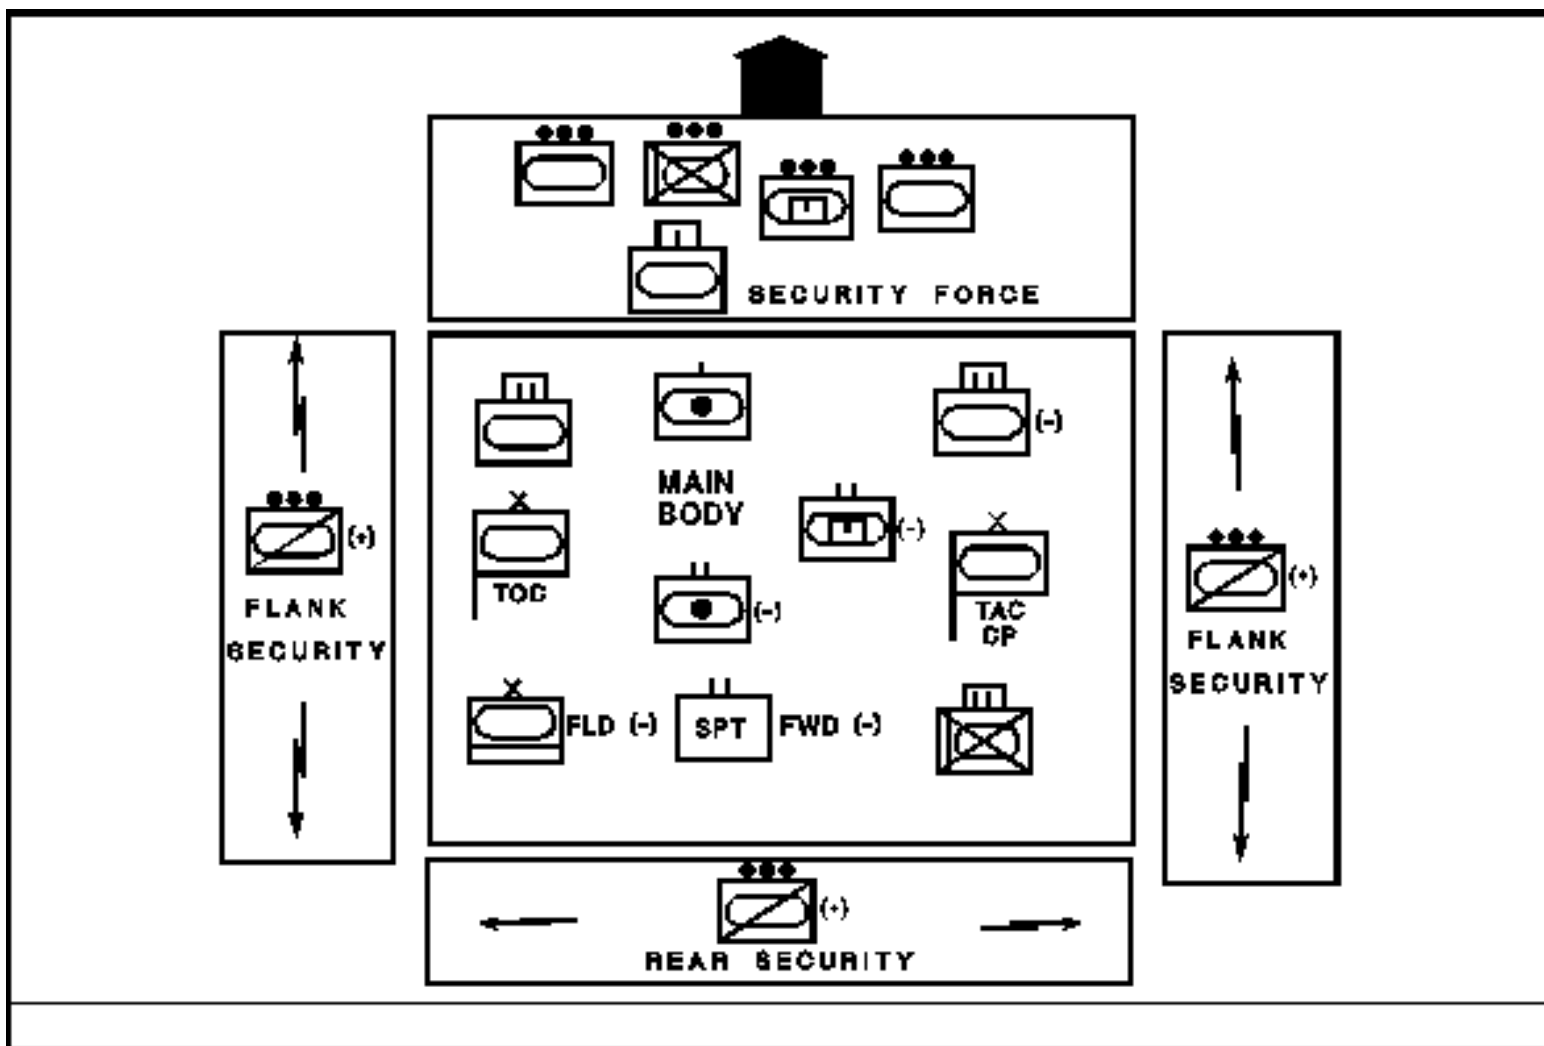 SECURITY FORCE
(-)
MAIN
BODY
(-)
TOC
TAC
CP
(-)
(+)
FLANK
SECURITY
(+)
FLANK
SECURITY
FLD (-)
SPT
FWD (-)
(+)
REAR SECURITY